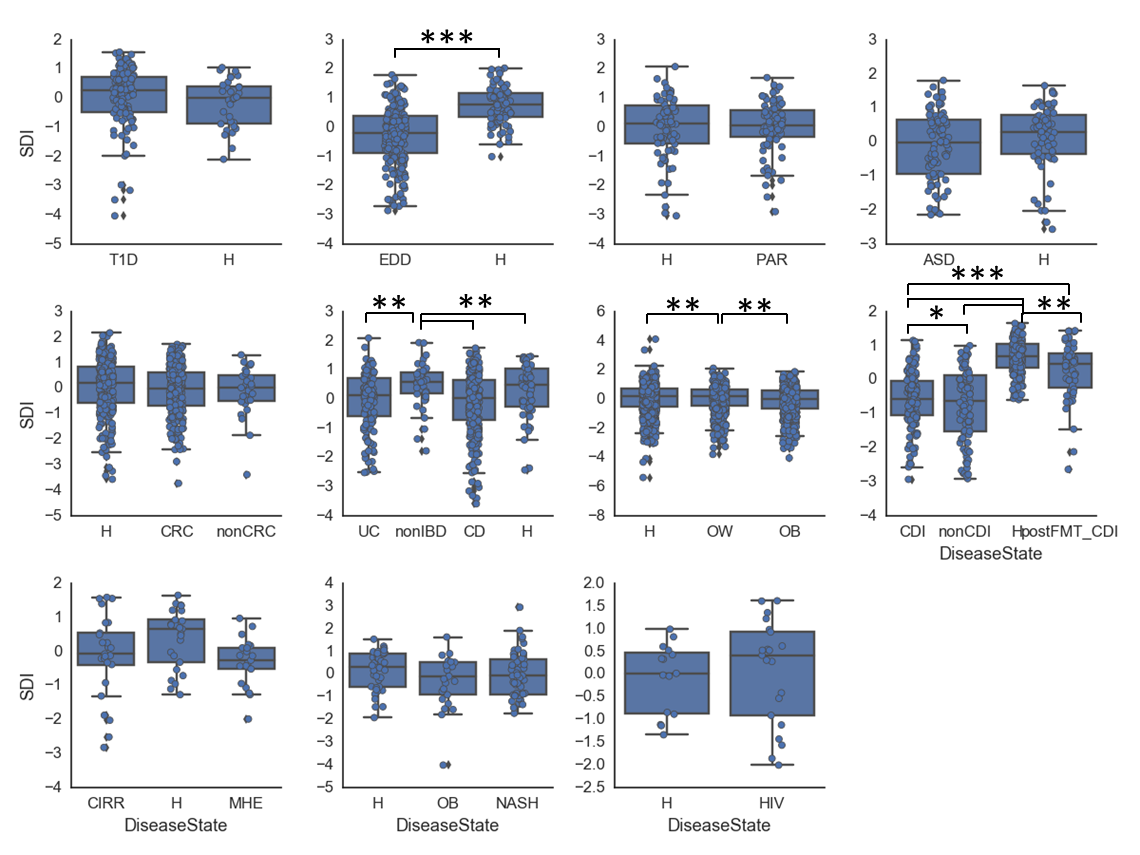 ***
2 3 3 3
1 2 2 2
0 1 1 1
−1 0 0 0
−2 −1 −1 −1
−3 −2 −2 −2
−4 −3 −3
−5 −4 −4 −3
SDI
T1D H EDD H H PAR ASD H
***
** ** ** ** * **
3 3 6 2
2 2 4 1
1 1 2 0
0 0 0 −1
−1 −1 −2 −2
−2 −2 −4 −3
−3 −3 −6
−4
−5 −4 −8 −4
SDI
H CRC nonCRC UC nonIBD CD H H OW OB CDI nonCDI HpostFMT_CDI
DiseaseState
2 4 2.0
1 3 1.5
0 2 1.0
−1 1 0.5
−2 0 0.0
−3 −1 −0.5
−4 −2 −1.0
−3 −1.5
−4 −2.0
−5 −2.5
SDI
CIRR H MHE H OB NASH H HIV
DiseaseState DiseaseState DiseaseState